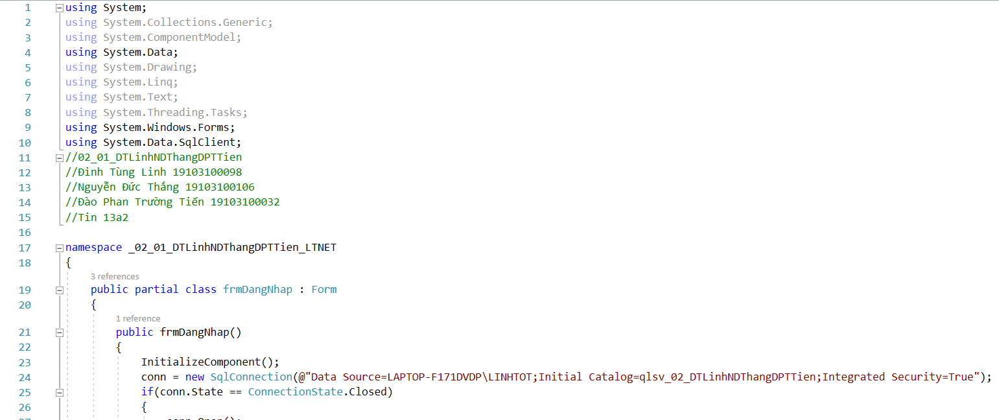 1 using System;
2 using System.Collections.Generic;
3 using System.ComponentModel;
4 using System.Data;
5 using System.Drawing;
6 using System.Linq;
7 using System.Text;
8 using System.Threading.Tasks;
9 using System.Windows.Forms;
10 using System.Data.SqlClient;
11 //02_01_DTLinhNDThangDPTTien
12 //Đinh Tùng Linh 19103100098
13 //Nguyễn Đức Thắng 19103100106
14 //Đào Phan Trường Tiến 19103100032
15 //Tin 13a2
16
17 namespace _02_01_DTLinhNDThangDPTTien_LTNET
18 {
3 references
19 public partial class frmDangNhap : Form
20 {
1 reference
21 public frmDangNhap()
22 {
23 InitializeComponent();
24 conn = new SqlConnection(@"Data Source=LAPTOP-F171DVDP\LINHTOT;Initial Catalog=qlsv_02_DTLinhNDThangDPTTien;Integrated Security=True");
25 if(conn.State == ConnectionState.Closed)
26 {